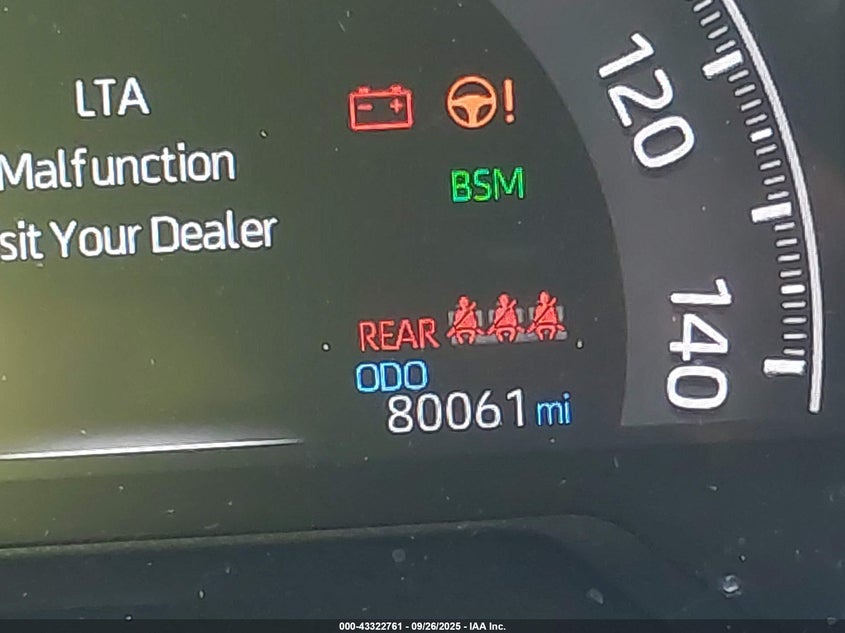 LTA
Malfunction
sit Your Dealer
BSM
REAR
ODO
80061 mi
120
140
000-43322761 - 09/26/2025 - IAA Inc.